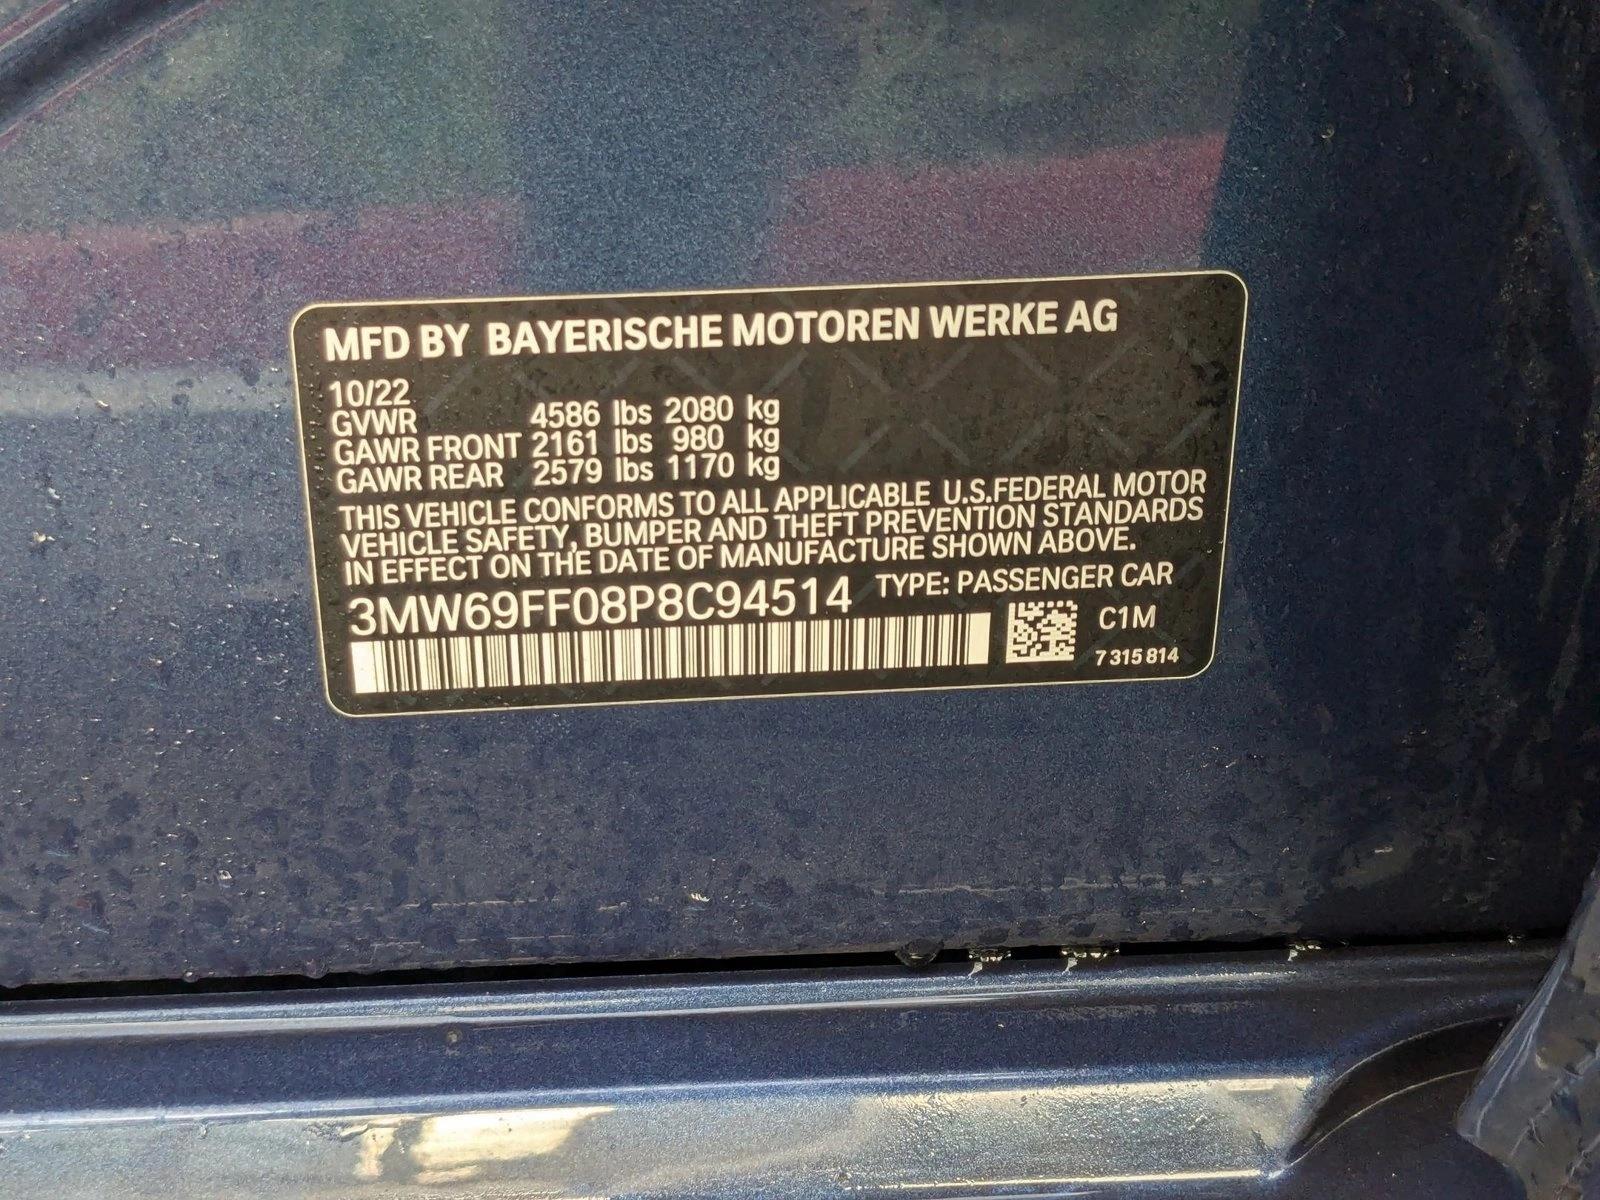 MFD BY BAYERISCHE MOTOREN WERKE AG
10/22
GVWR 4586 lbs 2080 kg
GAWR FRONT 2161 lbs 980 kg
GAWR REAR 2579 lbs 1170 kg
THIS VEHICLE CONFORMS TO ALL APPLICABLE U.S.FEDERAL MOTOR
VEHICLE SAFETY, BUMPER AND THEFT PREVENTION STANDARDS
IN EFFECT ON THE DATE OF MANUFACTURE SHOWN ABOVE.
3MW69FF08P8C94514 TYPE: PASSENGER CAR
C1M
7 315 814